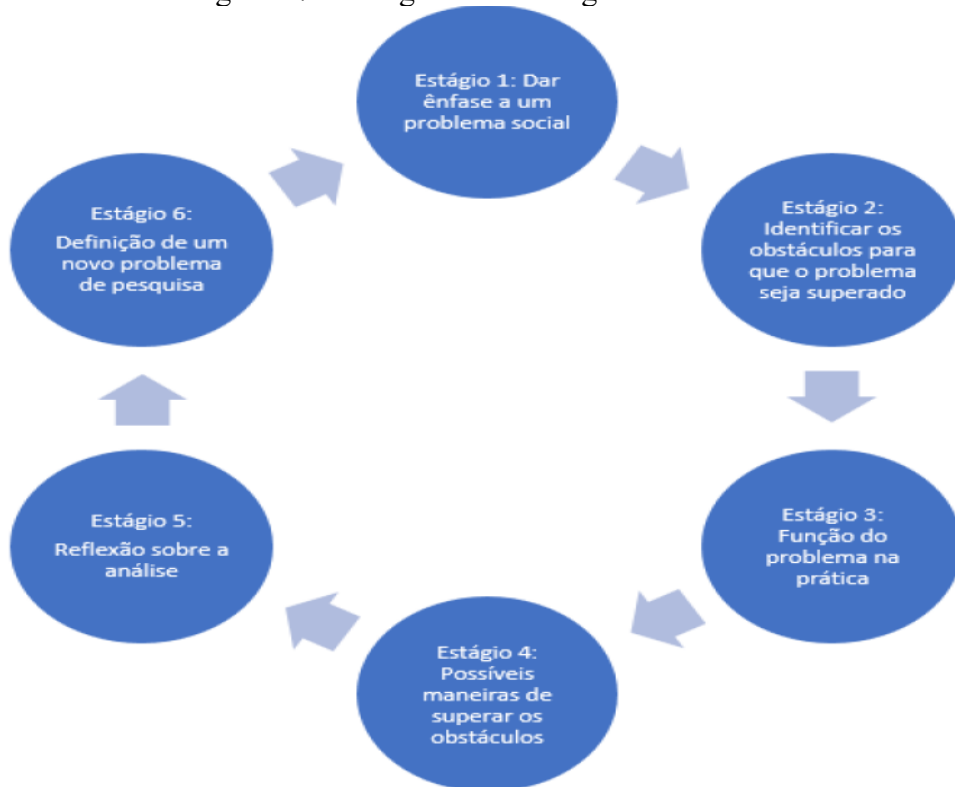 Estágio 1: Dar
ênfase a um
problema social
Estágio 2:
Identificar os
obstáculos para
que o problema
seja superado
Estágio 3:
Função do
problema na
prática
Estágio 4:
Possíveis
maneiras de
superar os
obstáculos
Estágio 5:
Reflexão sobre a
análise
Estágio 6:
Definição de um
novo problema
de pesquisa